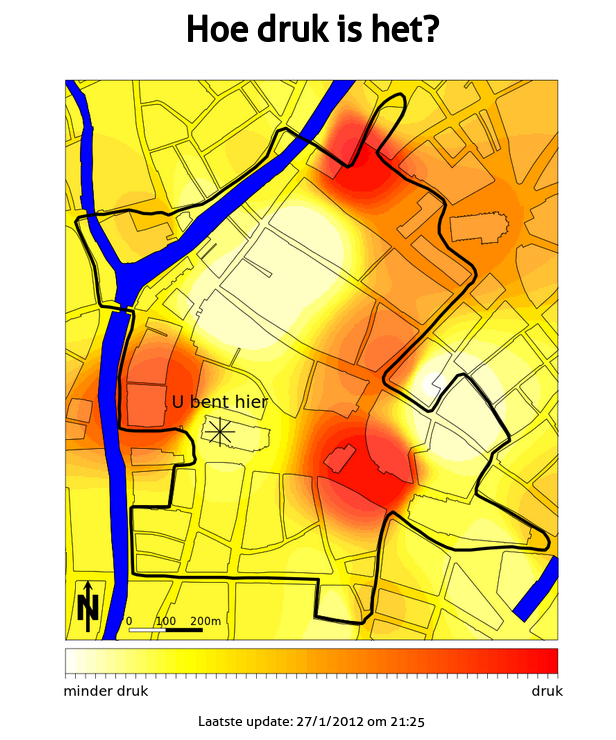 Hoe druk is het?
U bent hier
N
0 100 200m
minder druk druk
Laatste update: 27/1/2012 om 21:25